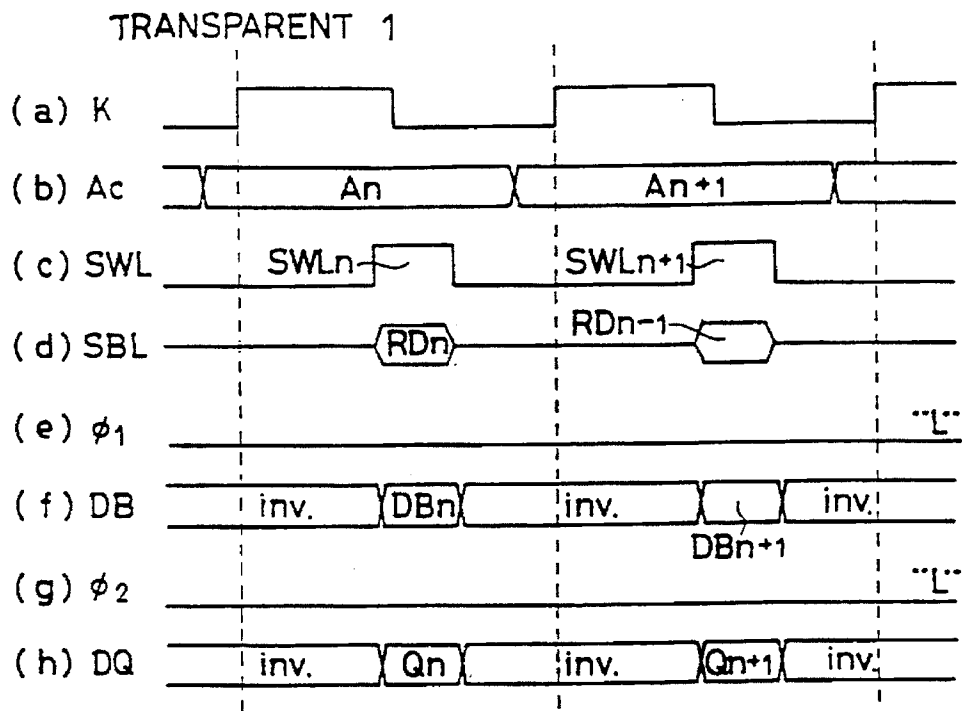 TRANSPARENT 1
(a) K
(b) Ac An An+1
(c) SWL SWLn SWLn+1
(d) SBL RDn RDn-1
(e) ϕ1 "L"
(f) DB inv. DBn inv. inv.
DBn+1
(g) ϕ2 "L"
(h) DQ inv. Qn inv. Qn+1 inv.